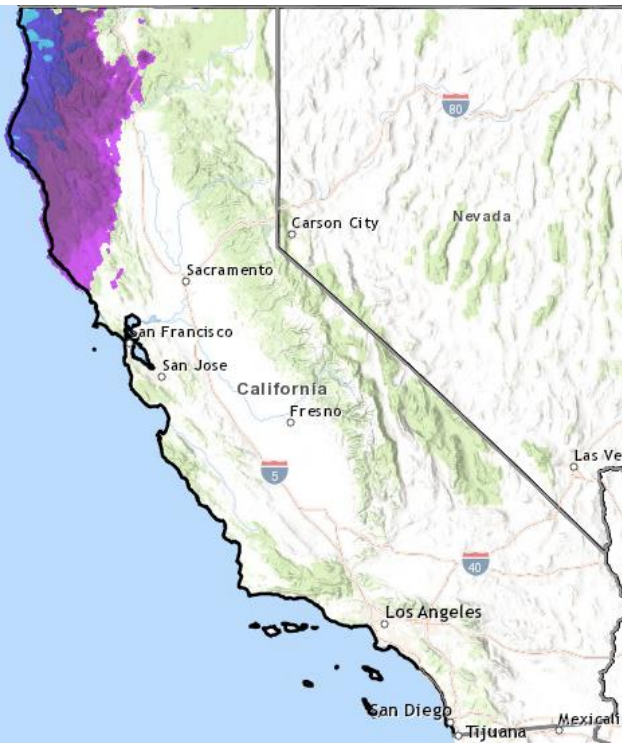 80
Carson City
Nevada
Sacramento
San Francisco
San Jose
California
Fresno
Las Ve
5
40
Los Angeles
San Diego
Mexicali
Tijuana